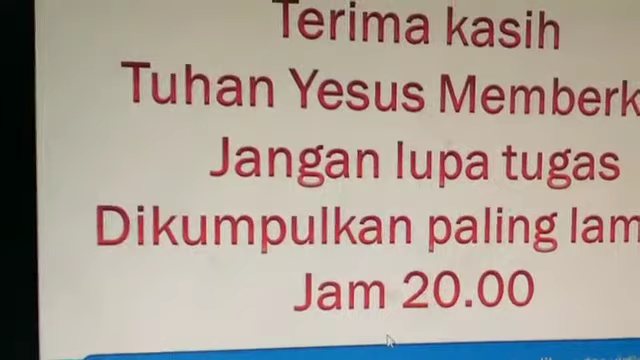 Terima kasih
Tuhan Yesus Memberk
Jangan lupa tugas
Dikumpulkan paling lam
Jam 20.00